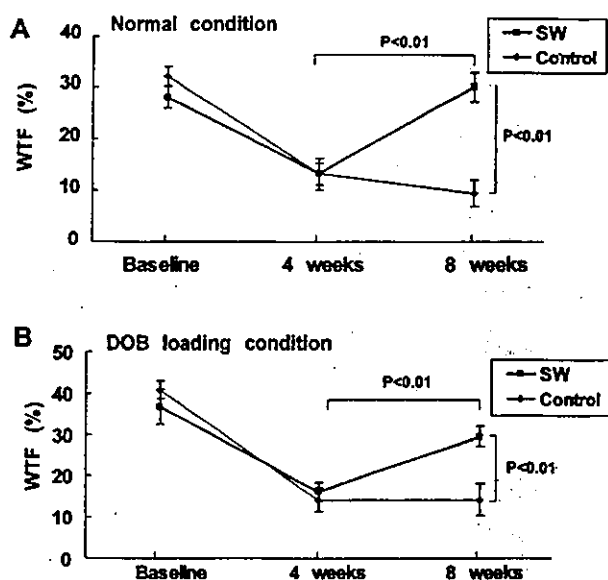 A Normal condition
SW
Control
P<0.01
P<0.01
WTF (%)
40
30
20
10
0
Baseline 4 weeks 8 weeks
B DOB loading condition
SW
Control
P<0.01
P<0.01
WTF (%)
50
40
30
20
10
0
Baseline 4 weeks 8 weeks